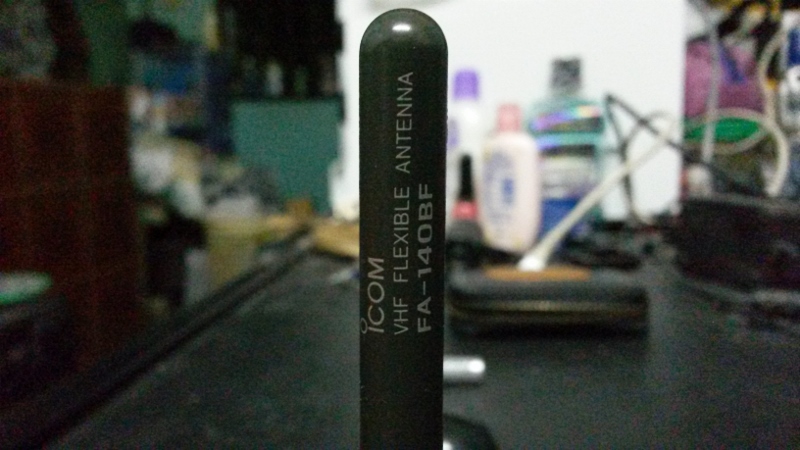 iCOM
VHF FLEXIBLE ANTENNA
FA-140BF